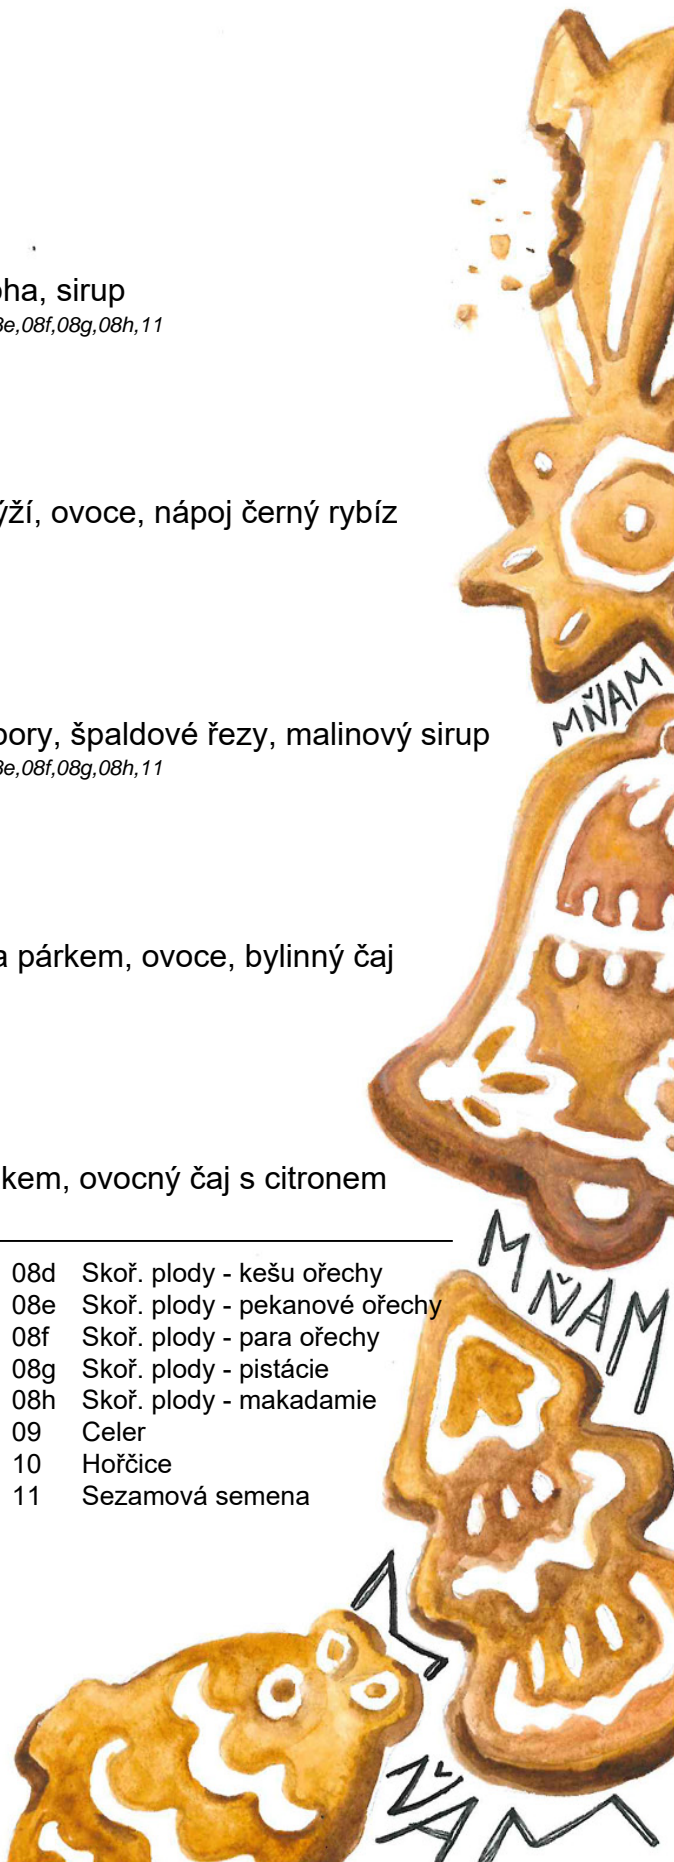 oha, sirup
8e,08f,08g,08h,11
ýží, ovoce, nápoj černý rybíz
MŇAM
pory, špaldové řezy, malinový sirup
8e,08f,08g,08h,11
a párkem, ovoce, bylinný čaj
kem, ovocný čaj s citronem
MŇAM
08d Skoř. plody - kešu ořechy
08e Skoř. plody - pekanové ořechy
08f Skoř. plody - para ořechy
08g Skoř. plody - pistácie
08h Skoř. plody - makadamie
09 Celer
10 Hořčice
11 Sezamová semena
MŇAM